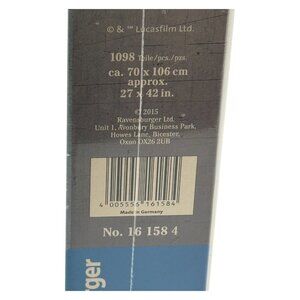 © & ™ Lucasfilm Ltd.
1098 Teile/pcs./pzs.
ca. 70 x 106 cm
approx.
27 x 42 in.
© 2015
Ravensburger Ltd.
Unit 1, Avonbury Business Park,
Howes Lane, Bicester,
Oxon OX26 2UB
4 005556 161584
Made in Germany
No. 16 158 4
rger